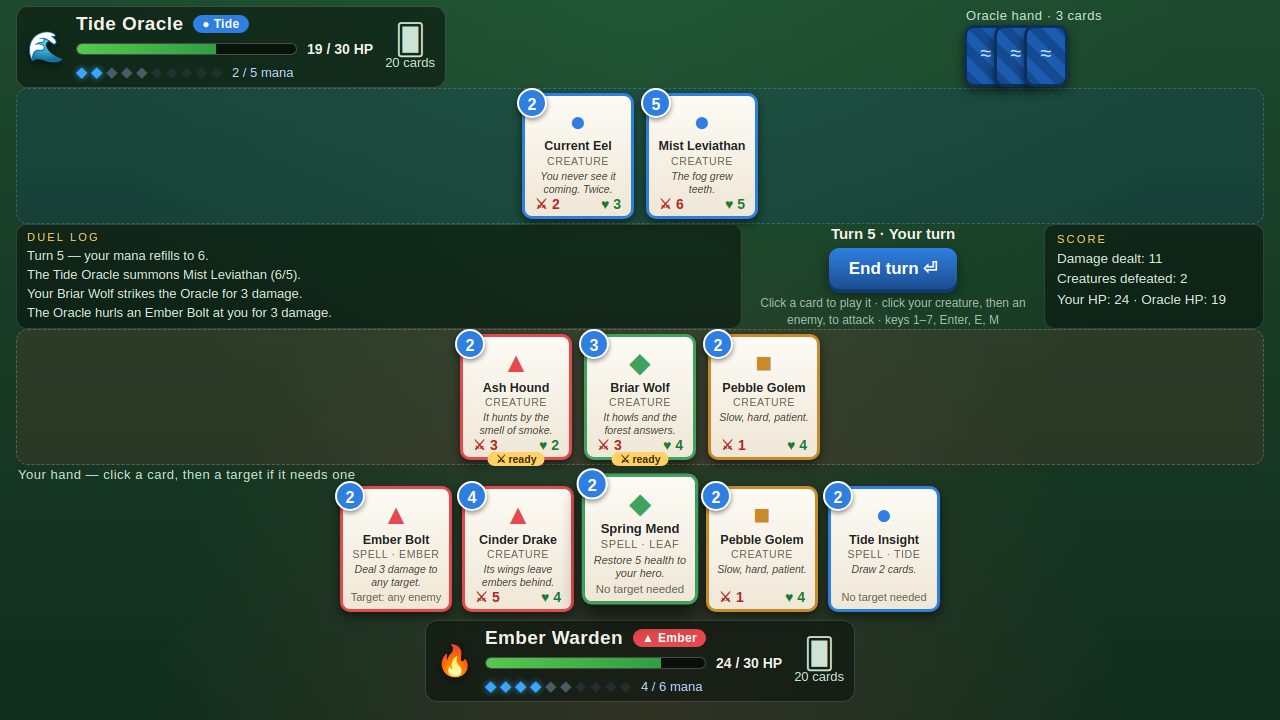 Tide Oracle
● Tide
19 / 30 HP
2 / 5 mana
20 cards
Oracle hand · 3 cards
2
Current Eel
CREATURE
You never see it
coming. Twice.
⚔ 2 ♥ 3
5
Mist Leviathan
CREATURE
The fog grew
teeth.
⚔ 6 ♥ 5
DUEL LOG
Turn 5 — your mana refills to 6.
The Tide Oracle summons Mist Leviathan (6/5).
Your Briar Wolf strikes the Oracle for 3 damage.
The Oracle hurls an Ember Bolt at you for 3 damage.
Turn 5 · Your turn
End turn ⏎
Click a card to play it · click your creature, then an
enemy, to attack · keys 1–7, Enter, E, M
SCORE
Damage dealt: 11
Creatures defeated: 2
Your HP: 24 · Oracle HP: 19
2
Ash Hound
CREATURE
It hunts by the
smell of smoke.
⚔ 3 ♥ 2
⚔ ready
3
Briar Wolf
CREATURE
It howls and the
forest answers.
⚔ 3 ♥ 4
⚔ ready
2
Pebble Golem
CREATURE
Slow, hard, patient.
⚔ 1 ♥ 4
Your hand — click a card, then a target if it needs one
2
Ember Bolt
SPELL · EMBER
Deal 3 damage to
any target.
Target: any enemy
4
Cinder Drake
CREATURE
Its wings leave
embers behind.
⚔ 5 ♥ 4
2
Spring Mend
SPELL · LEAF
Restore 5 health to
your hero.
No target needed
2
Pebble Golem
CREATURE
Slow, hard, patient.
⚔ 1 ♥ 4
2
Tide Insight
SPELL · TIDE
Draw 2 cards.
No target needed
Ember Warden
▲ Ember
24 / 30 HP
4 / 6 mana
20 cards